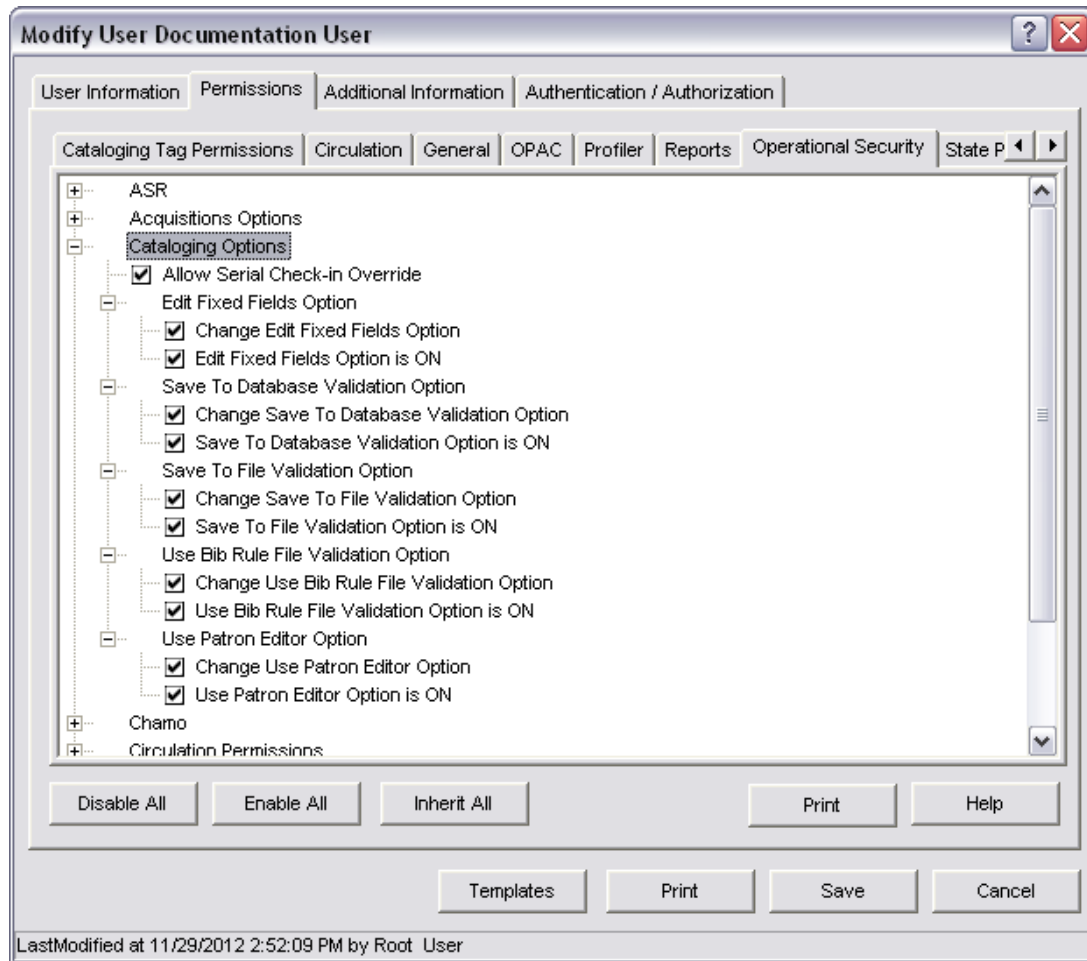 Modify User Documentation User
User Information Permissions Additional Information Authentication / Authorization
Cataloging Tag Permissions Circulation General OPAC Profiler Reports Operational Security State P
ASR
Acquisitions Options
Cataloging Options
Allow Serial Check-in Override
Edit Fixed Fields Option
Change Edit Fixed Fields Option
Edit Fixed Fields Option is ON
Save To Database Validation Option
Change Save To Database Validation Option
Save To Database Validation Option is ON
Save To File Validation Option
Change Save To File Validation Option
Save To File Validation Option is ON
Use Bib Rule File Validation Option
Change Use Bib Rule File Validation Option
Use Bib Rule File Validation Option is ON
Use Patron Editor Option
Change Use Patron Editor Option
Use Patron Editor Option is ON
Chamo
Circulation Permissions
Disable All Enable All Inherit All Print Help
Templates Print Save Cancel
LastModified at 11/29/2012 2:52:09 PM by Root User